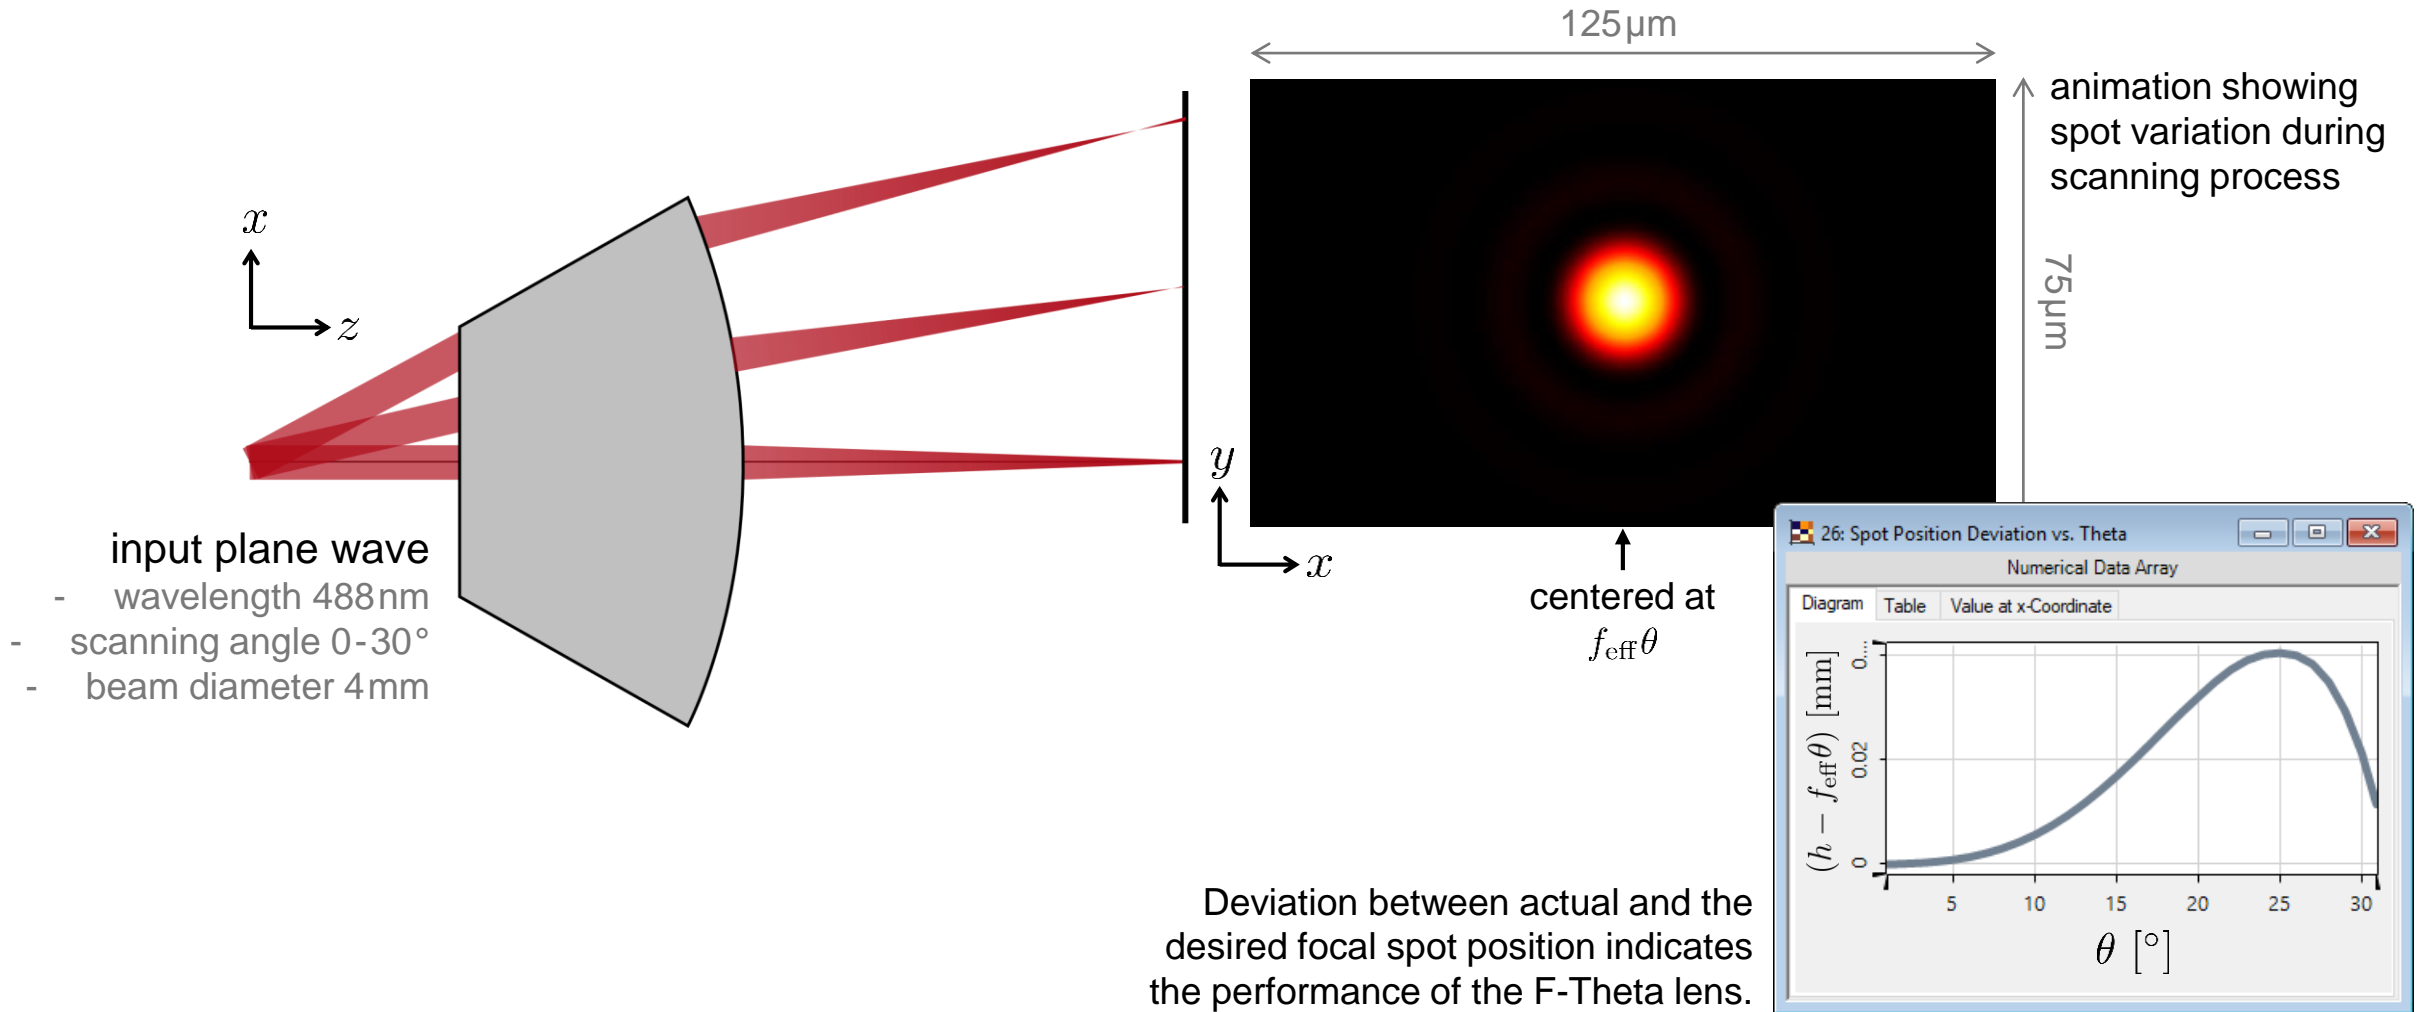 125µm
animation showing
spot variation during
scanning process
75µm
x
z
y
x
input plane wave
- wavelength 488nm
- scanning angle 0-30°
- beam diameter 4mm
centered at
f_eff θ
26: Spot Position Deviation vs. Theta
Numerical Data Array
Diagram Table Value at x-Coordinate
(h − f_eff θ) [mm]
0....
0.02
0
5 10 15 20 25 30
θ [°]
Deviation between actual and the
desired focal spot position indicates
the performance of the F-Theta lens.